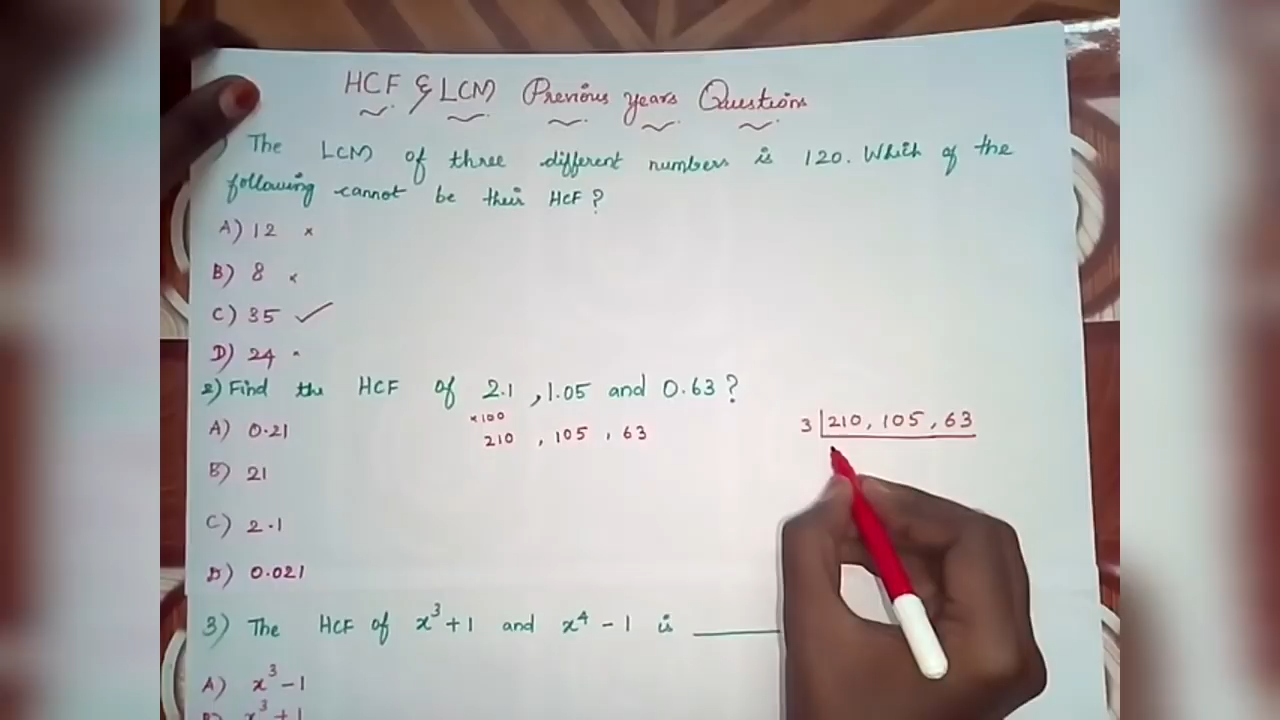 HCF & LCM Previous years Questions
) The LCM of three different numbers is 120. Which of the
following cannot be their HCF?
A) 12 ×
B) 8 ×
C) 35 ✓
D) 24 ×
2) Find the HCF of 2.1 , 1.05 and 0.63?
×100
210 , 105 , 63
3 210, 105, 63
A) 0.21
B) 21
C) 2.1
D) 0.021
3) The HCF of x³+1 and x⁴ - 1 is ______
A) x³-1
B) x³+1